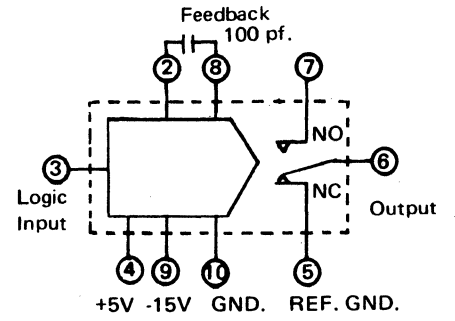 Feedback
100 pf.
2
8
7
NO
3
6
NC
Logic
Input
Output
4
9
10
5
+5V -15V GND. REF. GND.